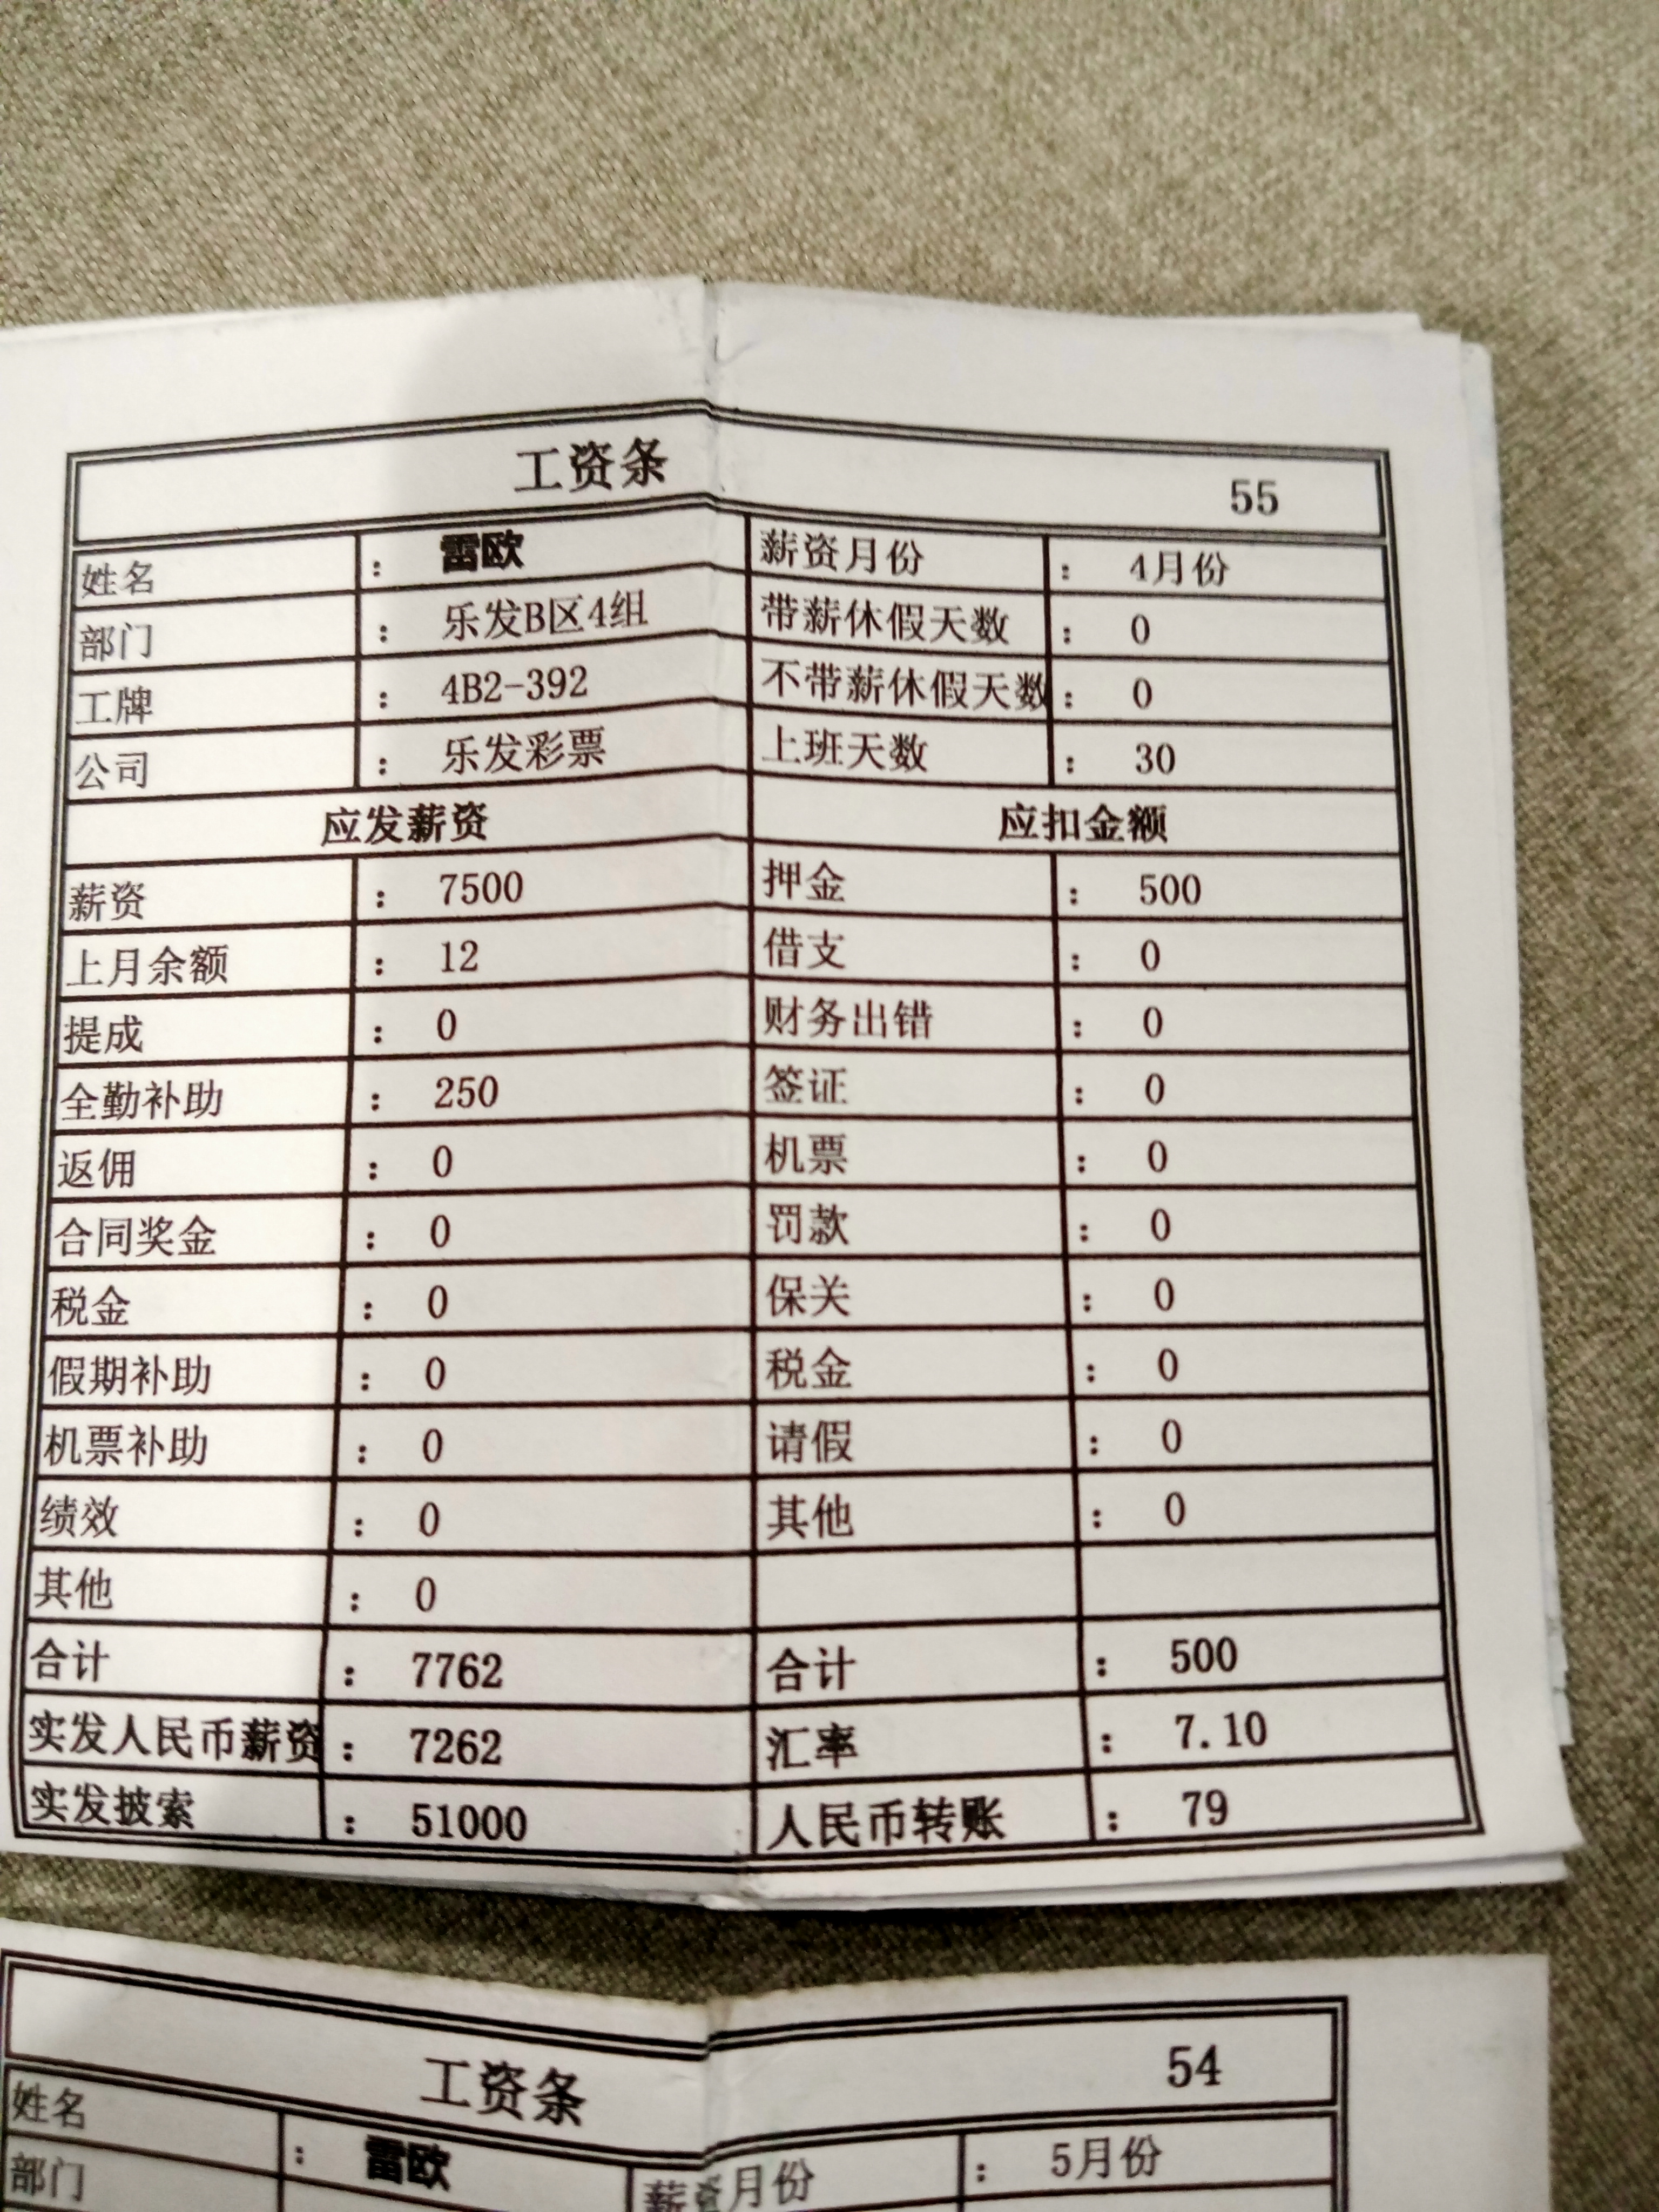 工资条 55
姓名 : 雷欧 薪资月份 : 4月份
部门 : 乐发B区4组 带薪休假天数 : 0
工牌 : 4B2-392 不带薪休假天数 : 0
公司 : 乐发彩票 上班天数 : 30
应发薪资 应扣金额
薪资 : 7500 押金 : 500
上月余额 : 12 借支 : 0
提成 : 0 财务出错 : 0
全勤补助 : 250 签证 : 0
返佣 : 0 机票 : 0
合同奖金 : 0 罚款 : 0
税金 : 0 保关 : 0
假期补助 : 0 税金 : 0
机票补助 : 0 请假 : 0
绩效 : 0 其他 : 0
其他 : 0
合计 : 7762 合计 : 500
实发人民币薪资 : 7262 汇率 : 7.10
实发披索 : 51000 人民币转账 : 79
工资条 54
姓名 : 雷欧 薪资月份 : 5月份
部门